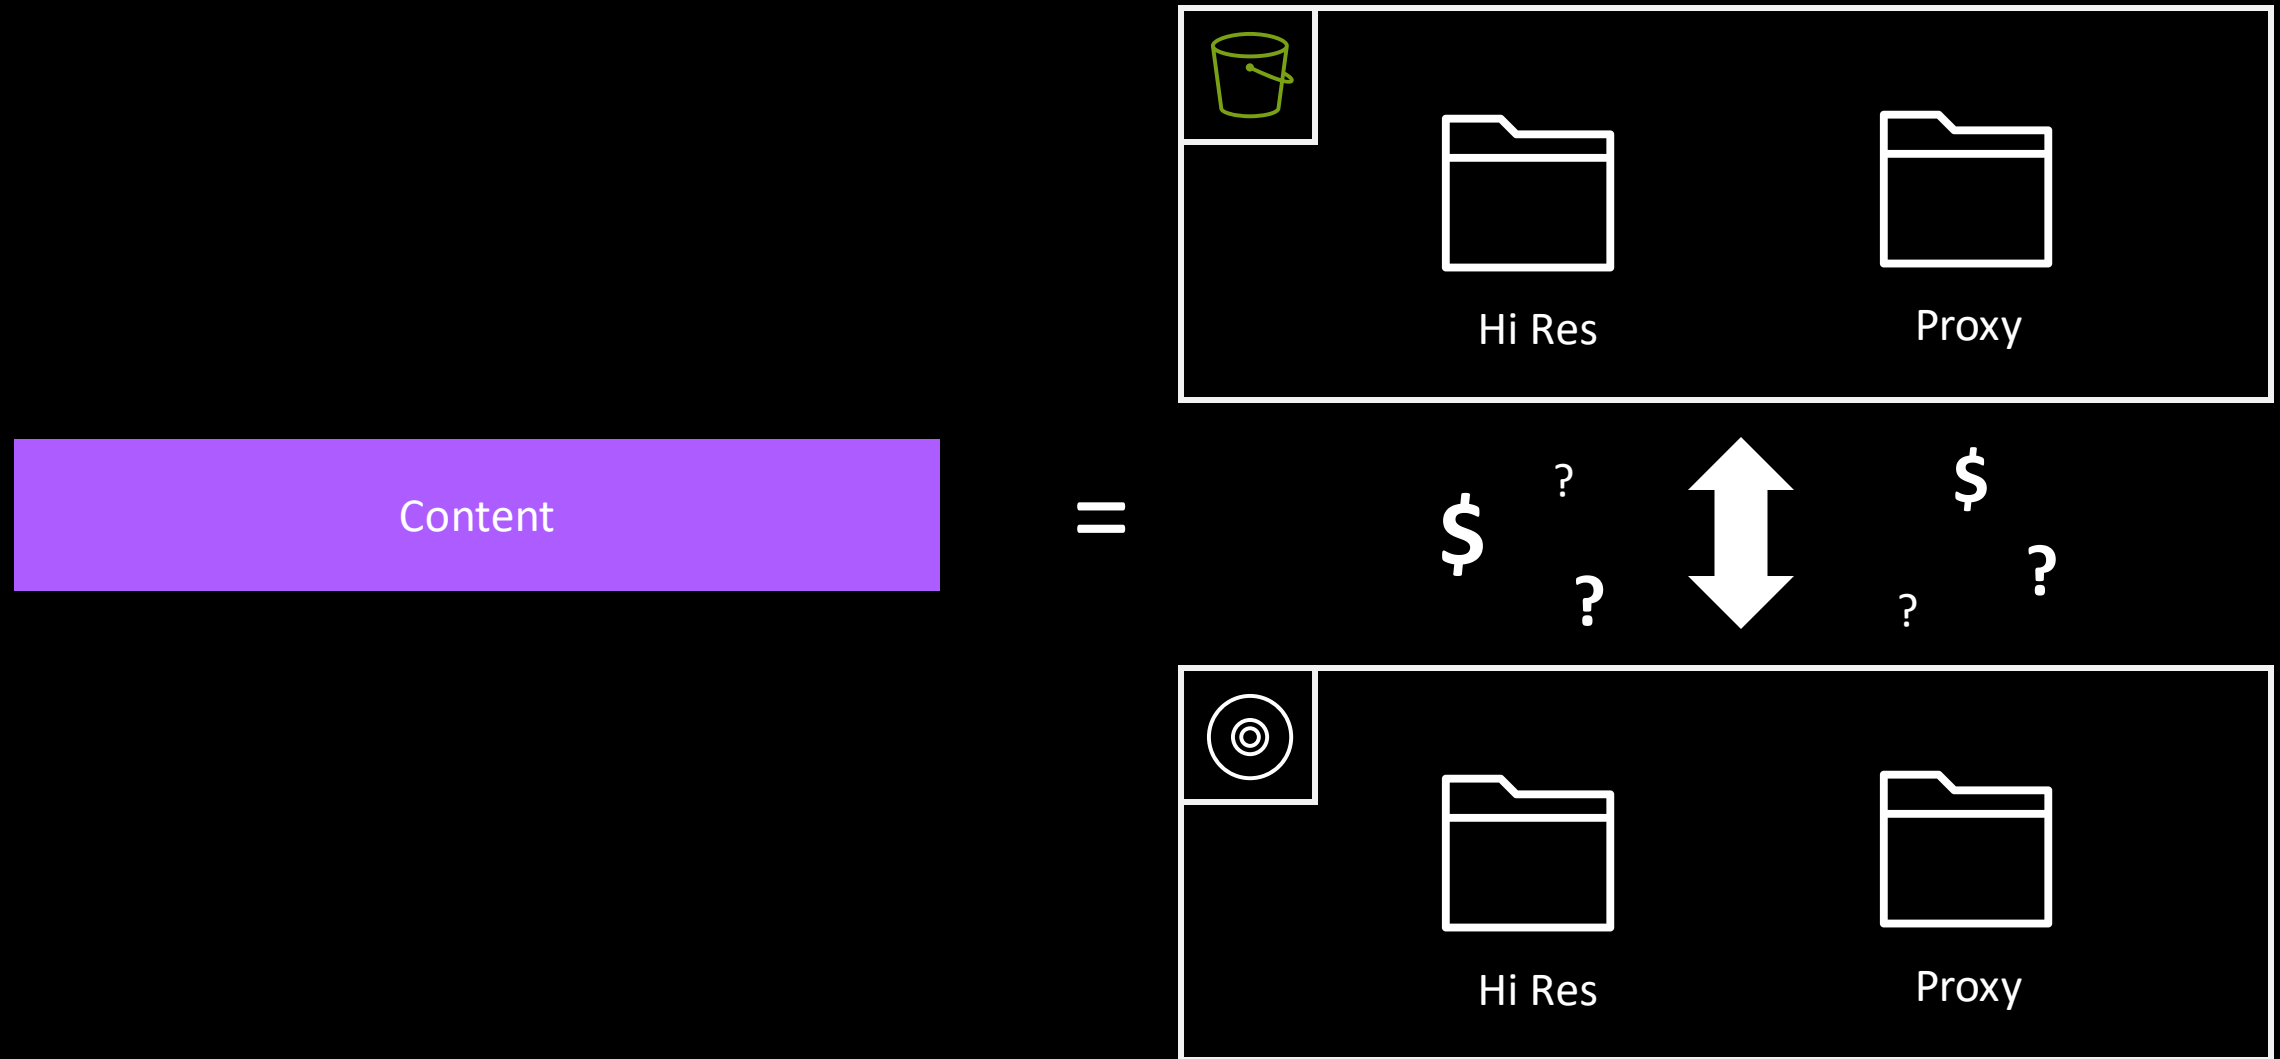 Hi Res
Proxy
Content
=
$
?
?
$
?
?
Hi Res
Proxy